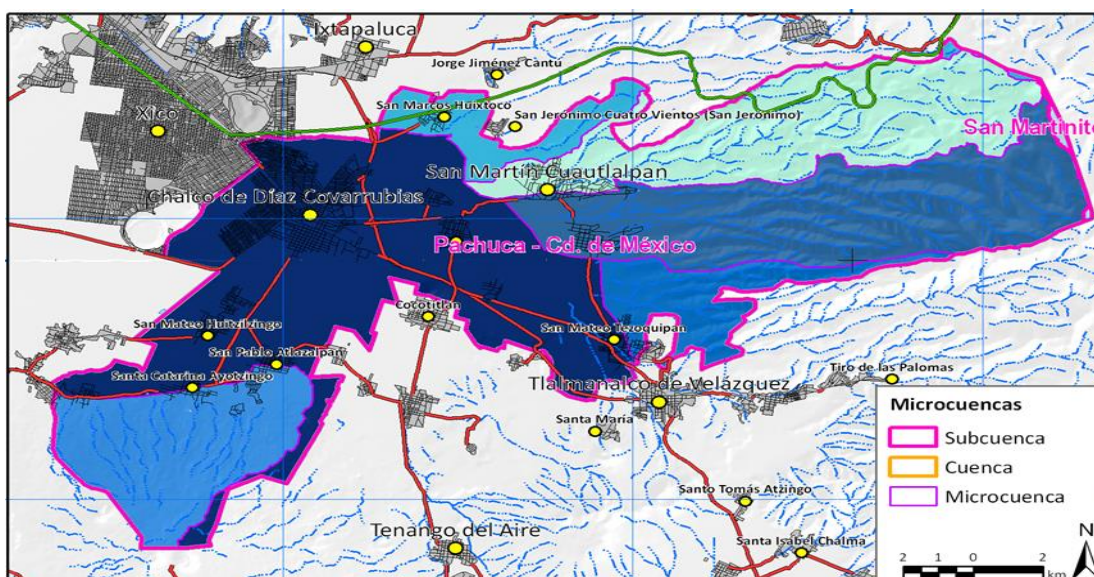 Ixtapaluca
Jorge Jiménez Cantú
San Marcos Huixtoco
San Jerónimo Cuatro Vientos (San Jerónimo)
Xico
San Martinito
San Martín Cuautlalpan
Chalco de Díaz Covarrubias
Pachuca - Cd. de México
Cocotitlán
San Mateo Huitzilzingo
San Mateo Tezoquipan
San Pablo Atlazalpan
Santa Catarina Ayotzingo
Tiro de las Palomas
Tlalmanalco de Velázquez
Santa María
Microcuencas
Subcuenca
Cuenca
Microcuenca
Santo Tomás Atzingo
Tenango del Aire
Santa Isabel Chalma
N
2 1 0 2
km